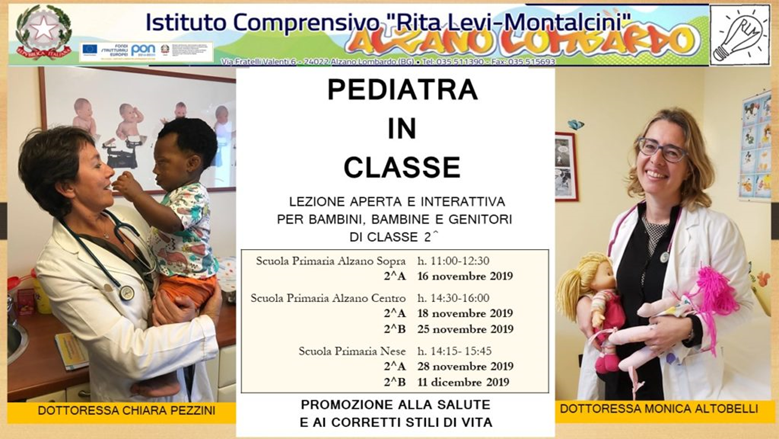 Istituto Comprensivo "Rita Levi-Montalcini"
ALZANO LOMBARDO
FONDI
STRUTTURALI
EUROPEI
pon
Via Fratelli Valenti 6 - 24022 Alzano Lombardo (BG) • Tel. 035 511390 - Fax: 035 515693
RLM
PEDIATRA
IN
CLASSE
LEZIONE APERTA E INTERATTIVA
PER BAMBINI, BAMBINE E GENITORI
DI CLASSE 2^
Scuola Primaria Alzano Sopra h. 11:00-12:30
2^A 16 novembre 2019
Scuola Primaria Alzano Centro h. 14:30-16:00
2^A 18 novembre 2019
2^B 25 novembre 2019
Scuola Primaria Nese h. 14:15- 15:45
2^A 28 novembre 2019
2^B 11 dicembre 2019
PROMOZIONE ALLA SALUTE
E AI CORRETTI STILI DI VITA
DOTTORESSA CHIARA PEZZINI
DOTTORESSA MONICA ALTOBELLI